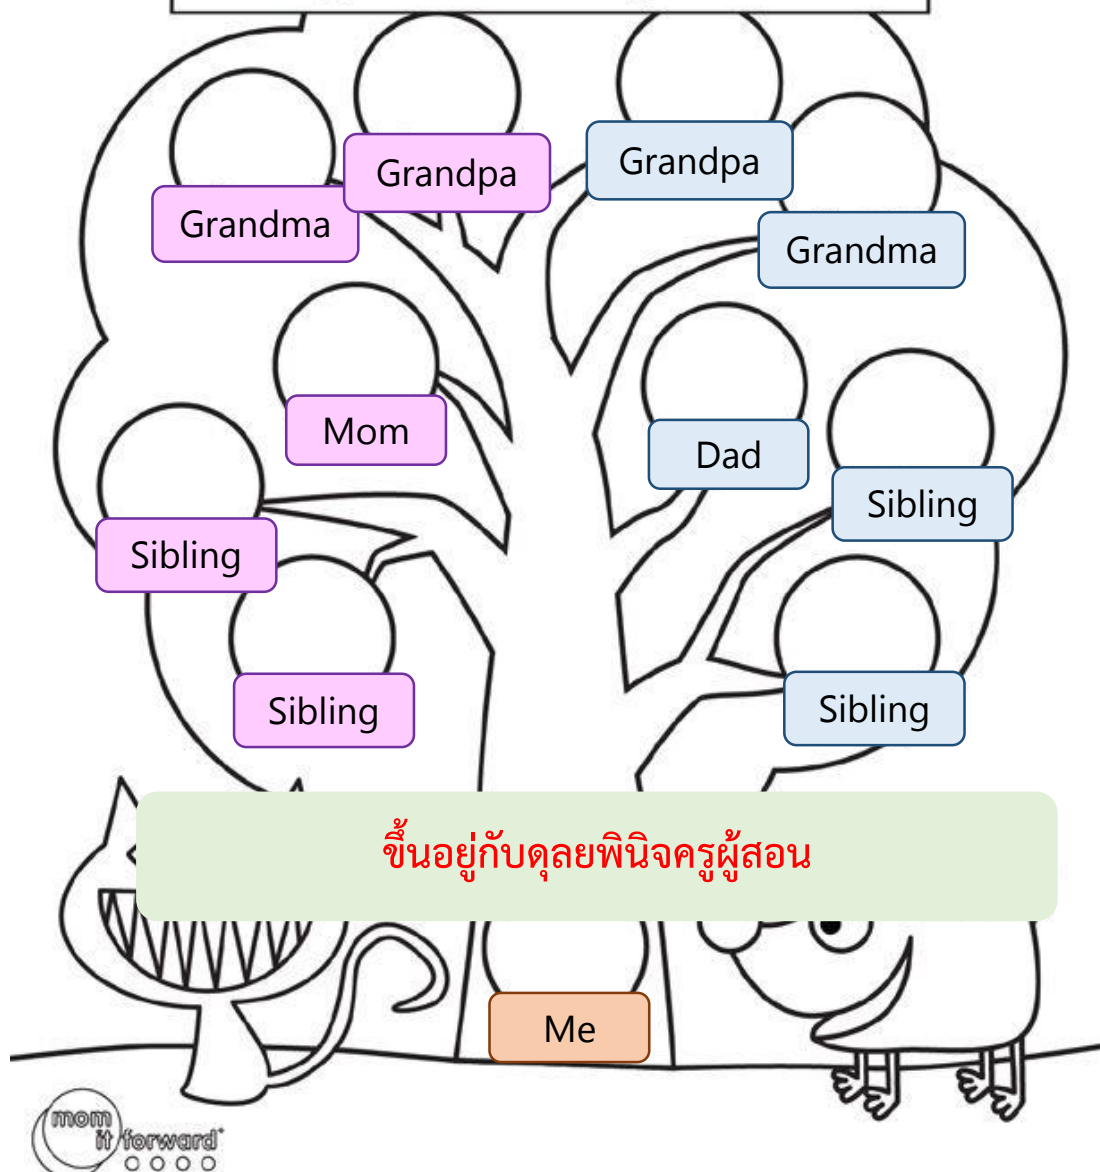 Grandpa
Grandpa
Grandma
Grandma
Mom
Dad
Sibling
Sibling
Sibling
Sibling
ขึ้นอยู่กับดุลยพินิจครูผู้สอน
Me
mom
it forward